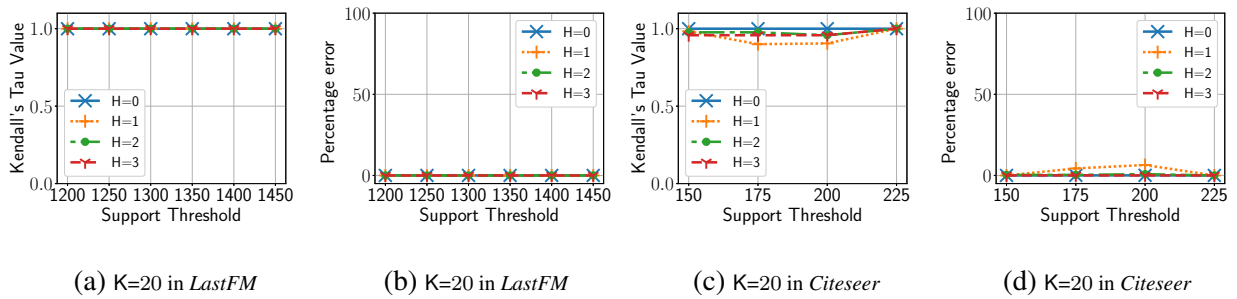 Kendall's Tau Value
1.0
0.5
0.0
H=0
H=1
H=2
H=3
1200 1250 1300 1350 1400 1450
Support Threshold
Percentage error
100
50
0
H=0
H=1
H=2
H=3
1200 1250 1300 1350 1400 1450
Support Threshold
Kendall's Tau Value
1.0
0.5
0.0
H=0
H=1
H=2
H=3
150 175 200 225
Support Threshold
Percentage error
100
50
0
H=0
H=1
H=2
H=3
150 175 200 225
Support Threshold
(a) K=20 in LastFM
(b) K=20 in LastFM
(c) K=20 in Citeseer
(d) K=20 in Citeseer